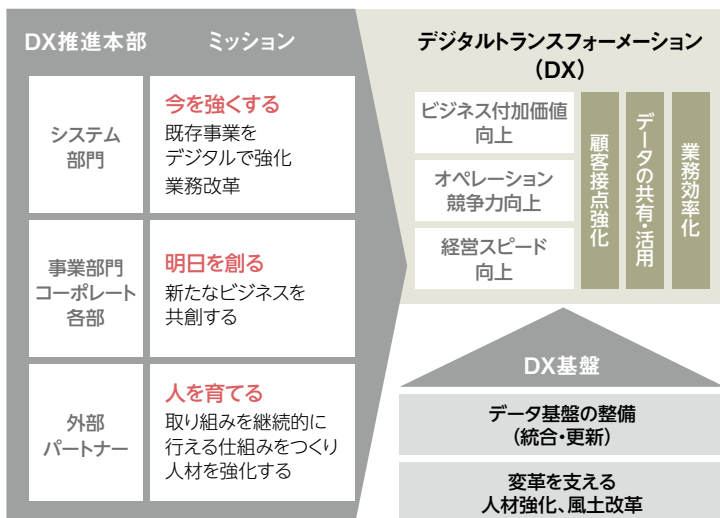 DX推進本部
ミッション
システム
部門
今を強くする
既存事業を
デジタルで強化
業務改革
事業部門
コーポレート
各部
明日を創る
新たなビジネスを
共創する
外部
パートナー
人を育てる
取り組みを継続的に
行える仕組みをつくり
人材を強化する
デジタルトランスフォーメーション
（DX）
ビジネス付加価値
向上
オペレーション
競争力向上
経営スピード
向上
顧客接点強化
データの共有・活用
業務効率化
DX基盤
データ基盤の整備
（統合・更新）
変革を支える
人材強化、風土改革